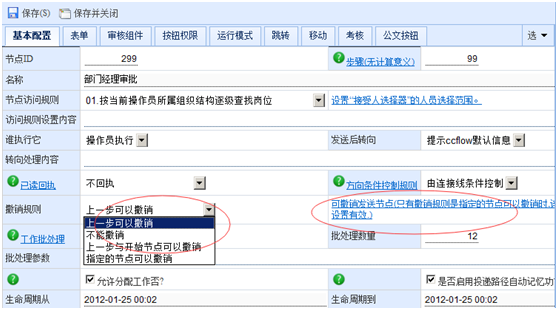 保存(S) 保存并关闭
基本配置 表单 审核组件 按钮权限 运行模式 跳转 移动 考核 公文按钮 选
节点ID 299 步骤(无计算意义) 99
名称 部门经理审批
节点访问规则 01.按当前操作员所属组织结构逐级查找岗位 设置“接受人选择器”的人员选择范围。
访问规则设置内容
谁执行它 操作员执行 发送后转向 提示ccflow默认信息
转向处理内容
已读回执 不回执 方向条件控制规则 由连接线条件控制
撤销规则 上一步可以撤销 可撤销发送节点(只有撤销规则是指定的节点可以撤销时,该
设置有效.)
上一步可以撤销
不能撤销
工作批处理 上一步与开始节点可以撤销 批处理数量 12
批处理参数 指定的节点可以撤销
允许分配工作否? 是否启用投递路径自动记忆功
生命周期从 2012-01-25 00:02 生命周期到 2012-01-25 00:02